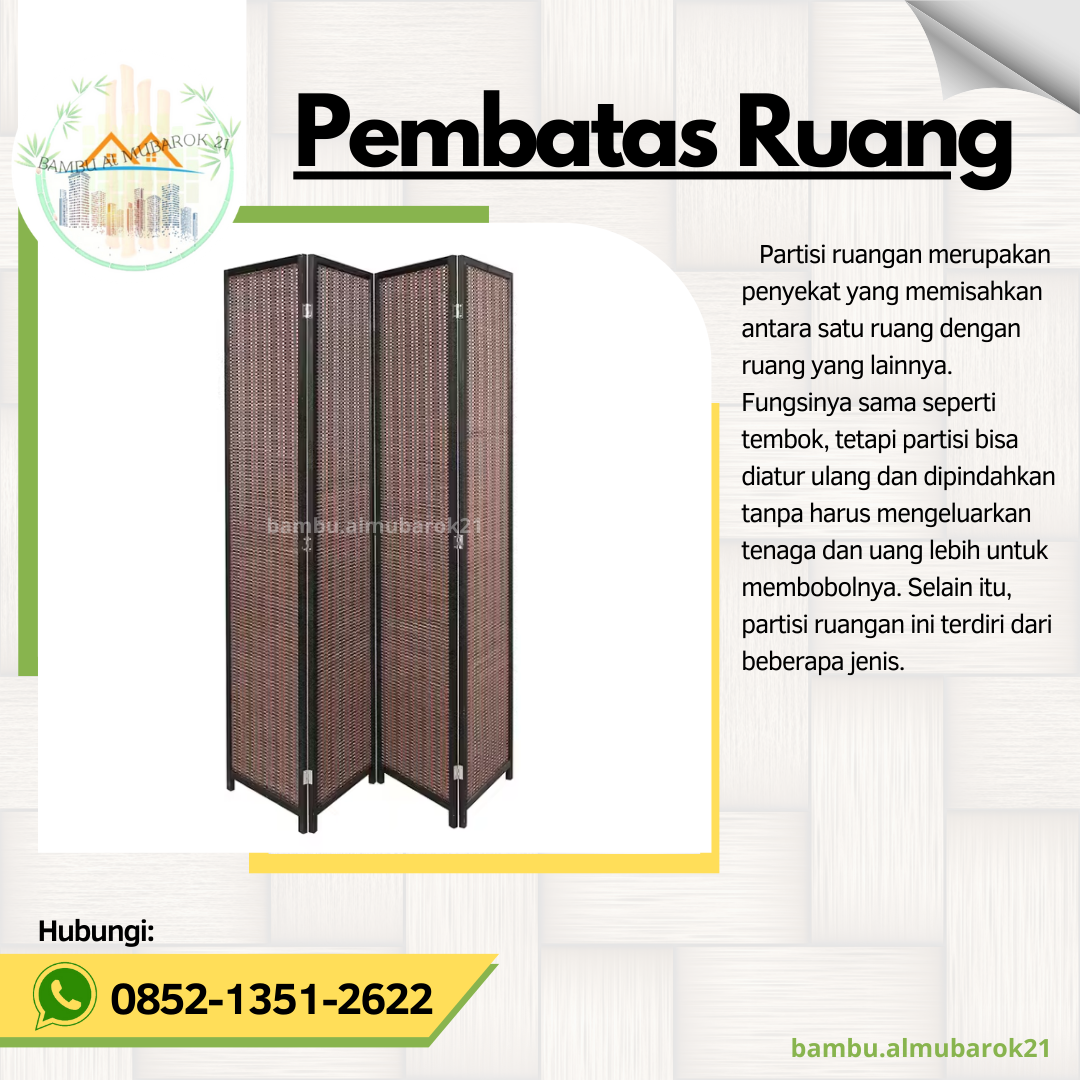 BAMBU AL MUBAROK 21
Pembatas Ruang
Partisi ruangan merupakan
penyekat yang memisahkan
antara satu ruang dengan
ruang yang lainnya.
Fungsinya sama seperti
tembok, tetapi partisi bisa
diatur ulang dan dipindahkan
tanpa harus mengeluarkan
tenaga dan uang lebih untuk
membobolnya. Selain itu,
partisi ruangan ini terdiri dari
beberapa jenis.
bambu.almubarok21
Hubungi:
0852-1351-2622
bambu.almubarok21